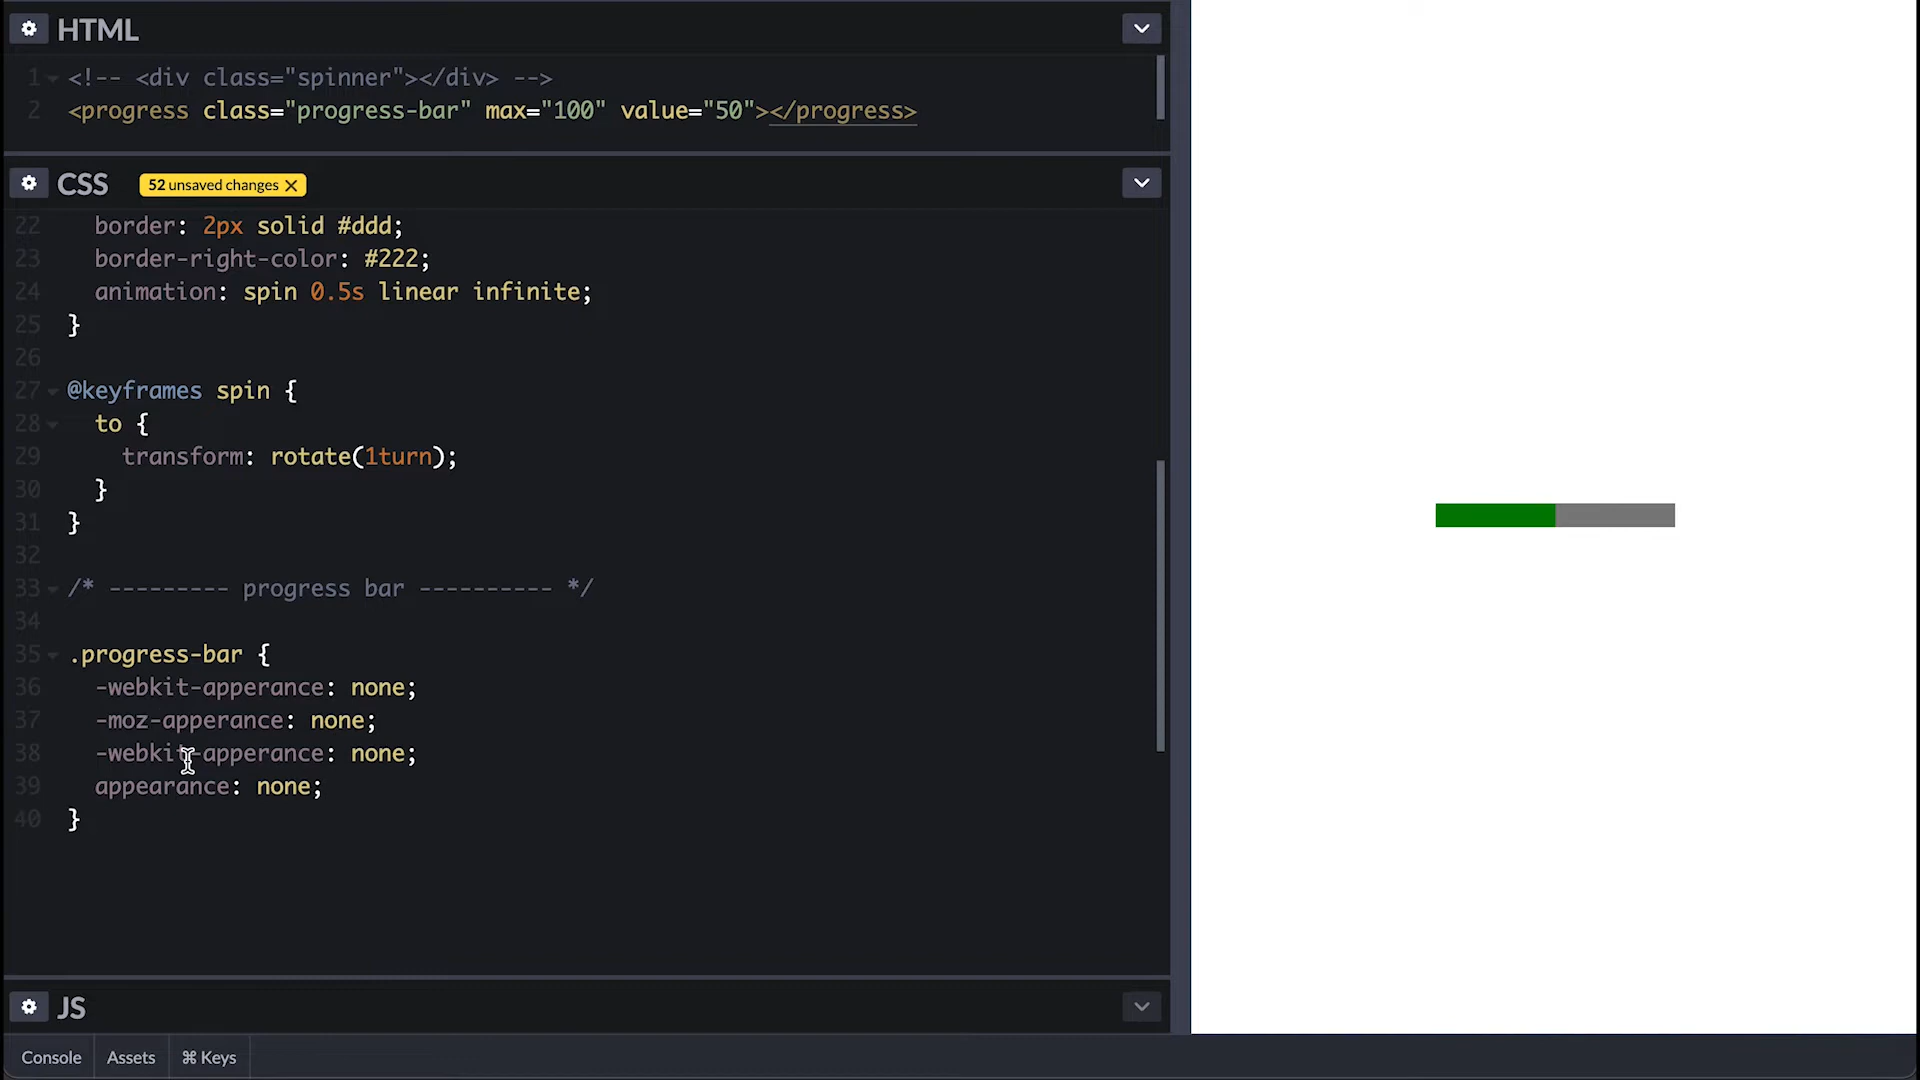 HTML
1 <!-- <div class="spinner"></div> -->
2 <progress class="progress-bar" max="100" value="50"></progress>
CSS 52 unsaved changes ×
22 border: 2px solid #ddd;
23 border-right-color: #222;
24 animation: spin 0.5s linear infinite;
25 }
26
27 @keyframes spin {
28 to {
29 transform: rotate(1turn);
30 }
31 }
32
33 /* --------- progress bar ---------- */
34
35 .progress-bar {
36 -webkit-apperance: none;
37 -moz-apperance: none;
38 -webkit-apperance: none;
39 appearance: none;
40 }
JS
Console Assets ⌘ Keys